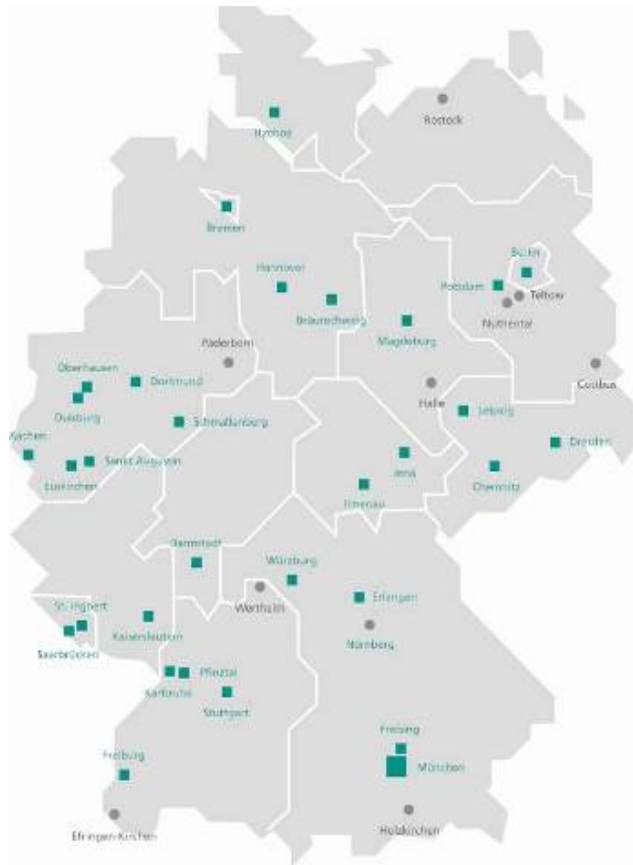 Itzehoe
Rostock
Bremen
Hannover
Braunschweig
Berlin
Potsdam
Teltow
Nuthetal
Magdeburg
Paderborn
Oberhausen
Dortmund
Duisburg
Schmallenberg
Halle
Leipzig
Cottbus
Dresden
Aachen
Sankt Augustin
Euskirchen
Jena
Chemnitz
Ilmenau
Darmstadt
Würzburg
Wertheim
Erlangen
Nürnberg
St. Ingbert
Kaiserslautern
Saarbrücken
Pfinztal
Karlsruhe
Stuttgart
Freising
München
Freiburg
Efringen-Kirchen
Holzkirchen